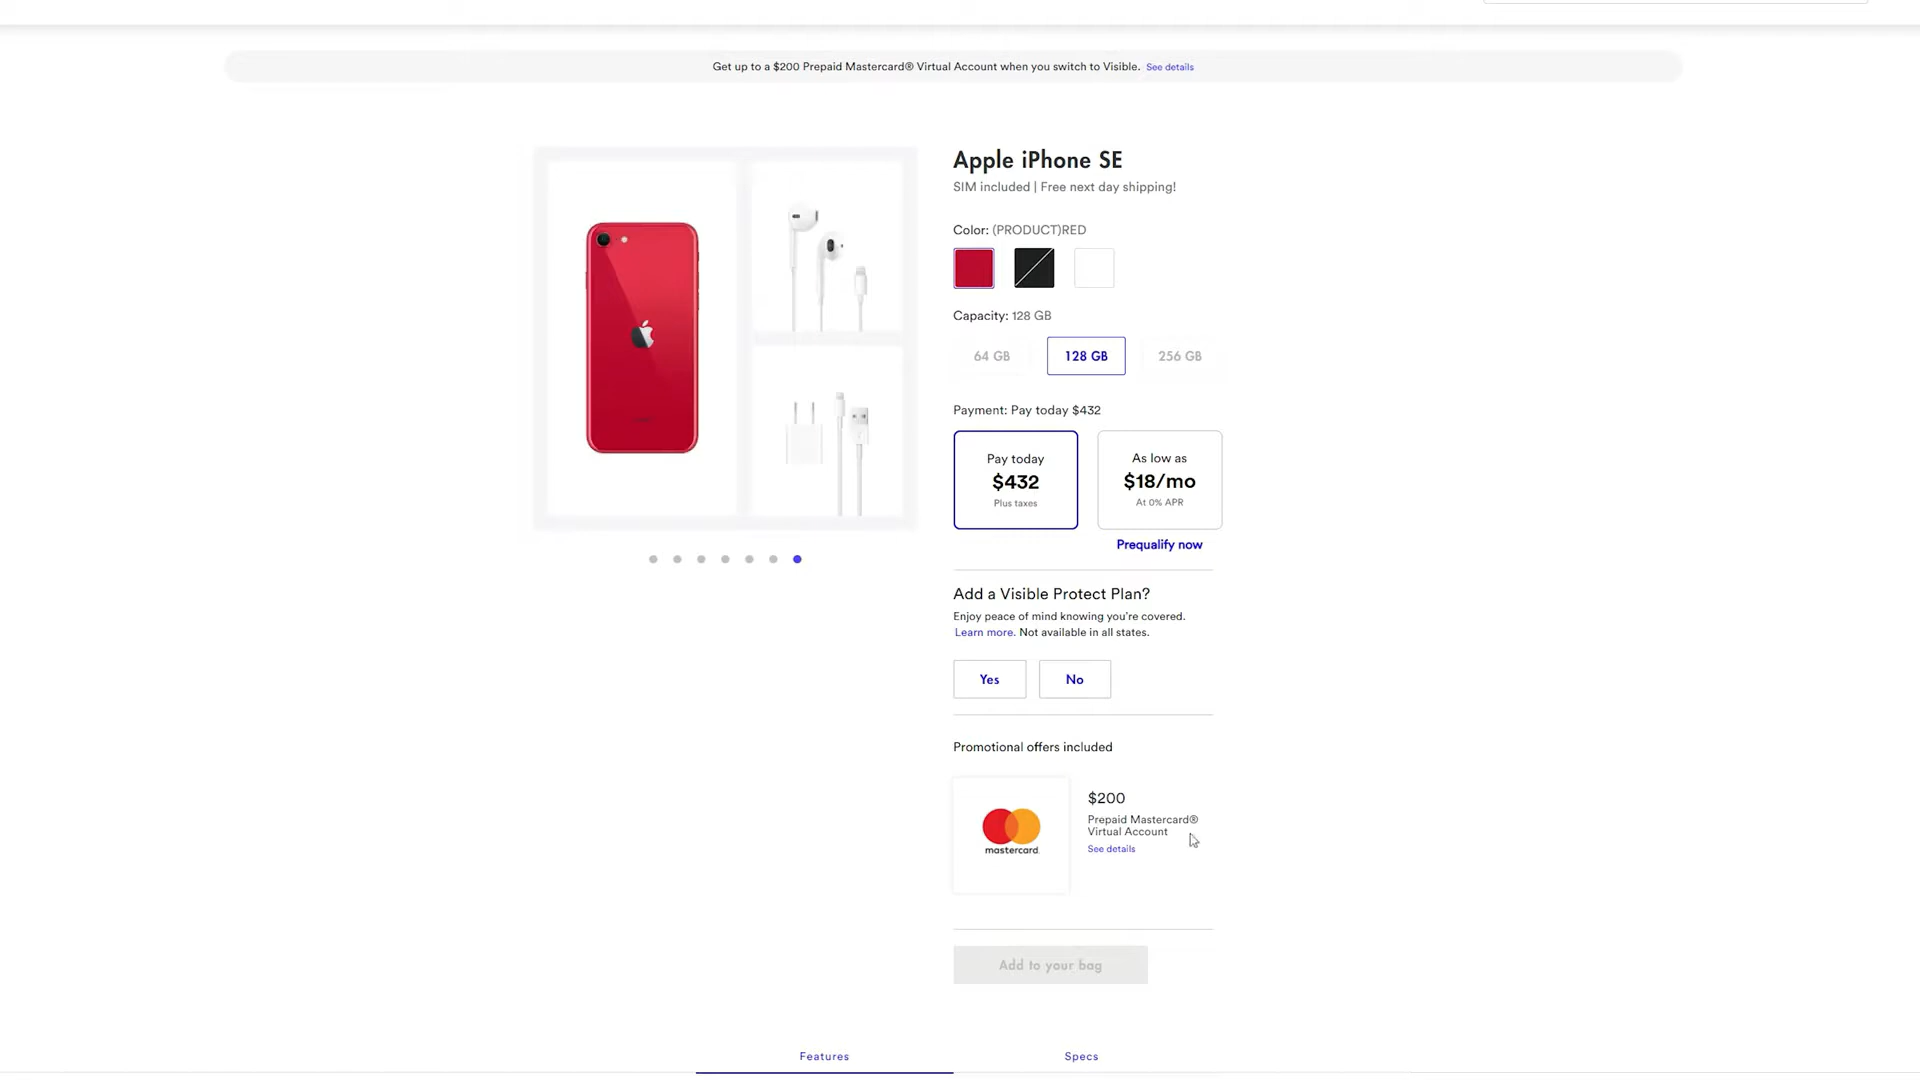 Get up to a $200 Prepaid Mastercard® Virtual Account when you switch to Visible. See details
Apple iPhone SE
SIM included | Free next day shipping!
Color: (PRODUCT)RED
Capacity: 128 GB
64 GB
128 GB
256 GB
Payment: Pay today $432
Pay today
$432
Plus taxes
As low as
$18/mo
At 0% APR
Prequalify now
Add a Visible Protect Plan?
Enjoy peace of mind knowing you're covered.
Learn more. Not available in all states.
Yes
No
Promotional offers included
mastercard.
$200
Prepaid Mastercard®
Virtual Account
See details
Add to your bag
Features
Specs